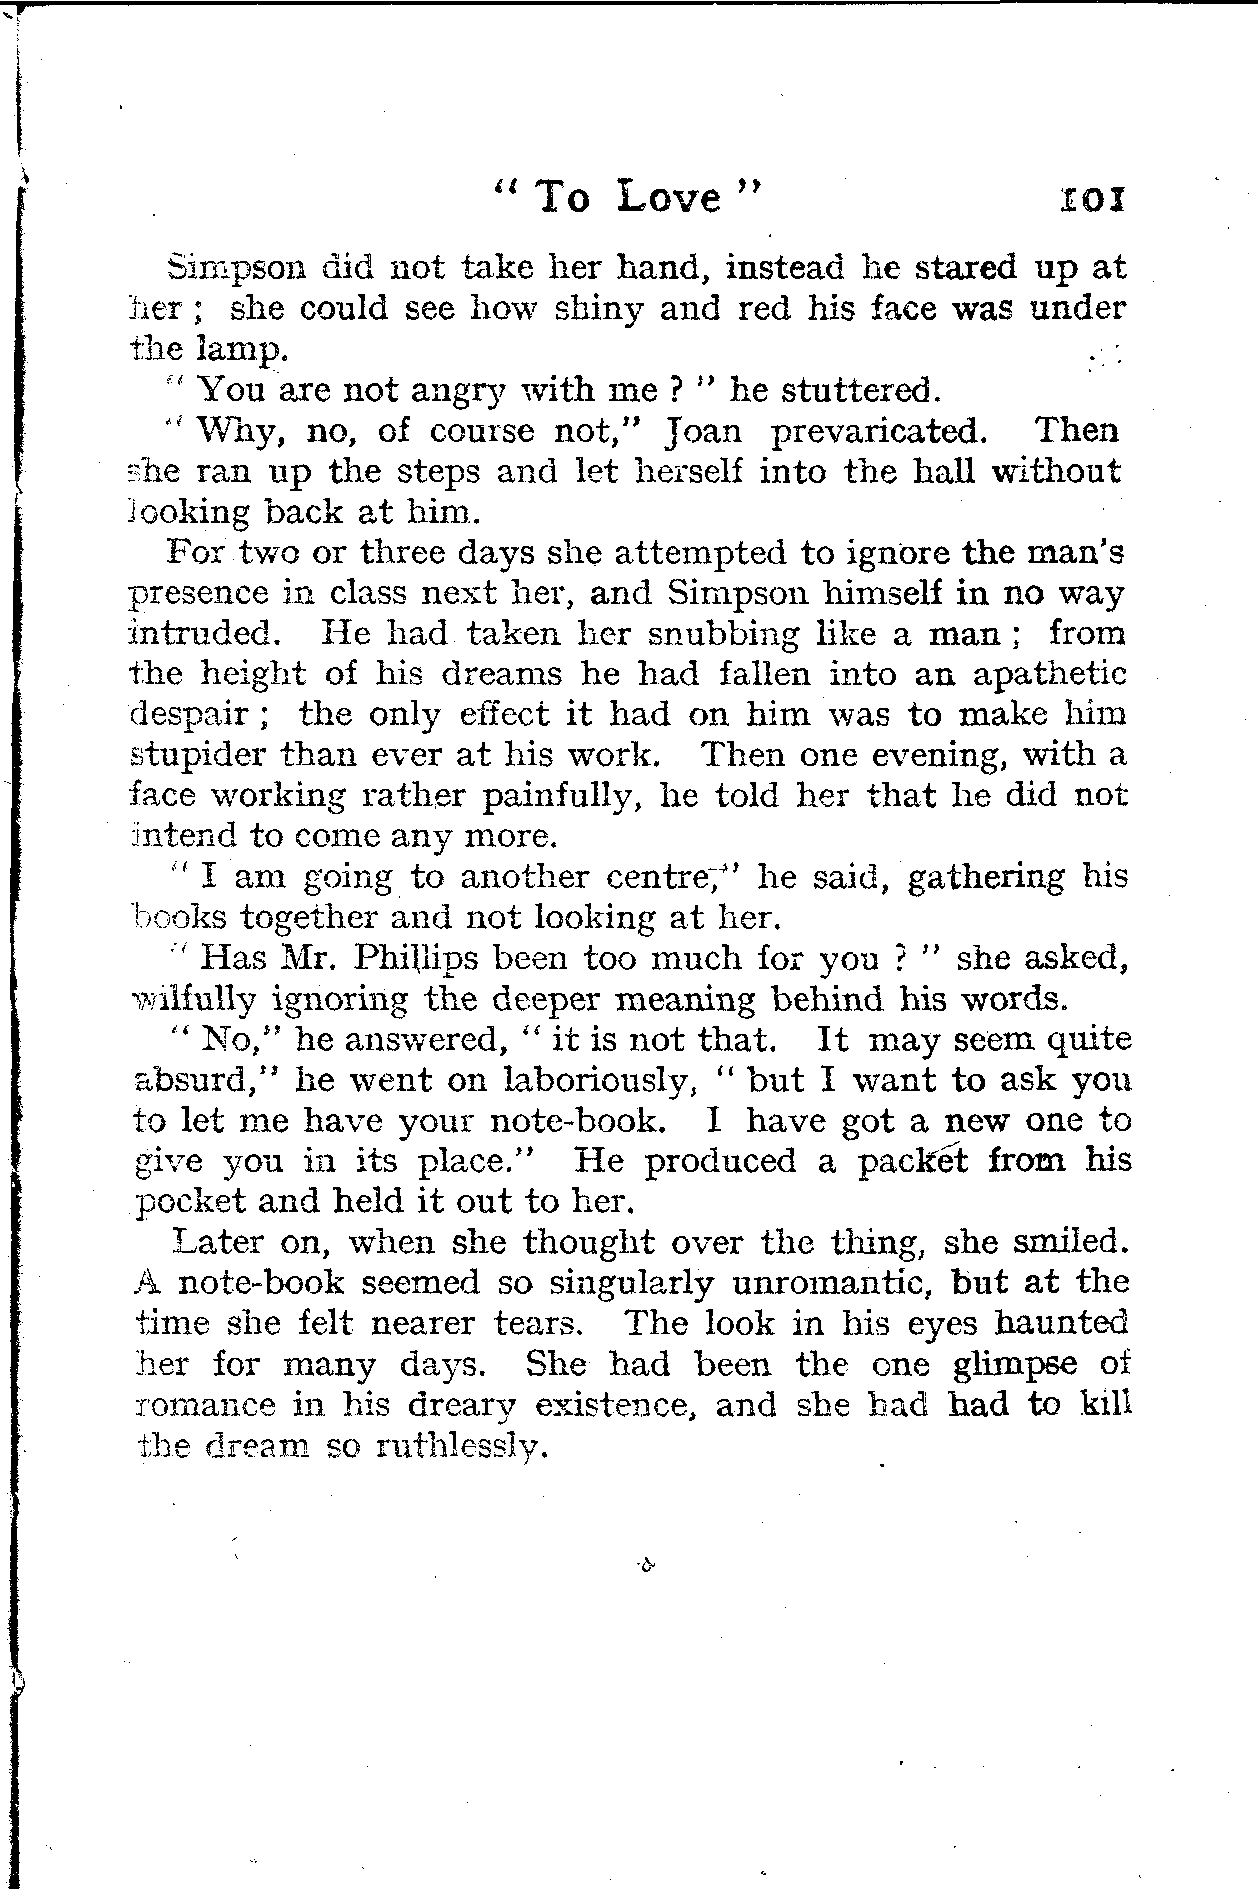 “ To Love ” 101
Simpson did not take her hand, instead he stared up at
her ; she could see how shiny and red his face was under
the lamp.
“ You are not angry with me ? ” he stuttered.
“ Why, no, of course not,” Joan prevaricated. Then
she ran up the steps and let herself into the hall without
looking back at him.
For two or three days she attempted to ignore the man’s
presence in class next her, and Simpson himself in no way
intruded. He had taken her snubbing like a man ; from
the height of his dreams he had fallen into an apathetic
despair ; the only effect it had on him was to make him
stupider than ever at his work. Then one evening, with a
face working rather painfully, he told her that he did not
intend to come any more.
“ I am going to another centre,” he said, gathering his
books together and not looking at her.
“ Has Mr. Phillips been too much for you ? ” she asked,
wilfully ignoring the deeper meaning behind his words.
“ No,” he answered, “ it is not that. It may seem quite
absurd,” he went on laboriously, “ but I want to ask you
to let me have your note-book. I have got a new one to
give you in its place.” He produced a packet from his
pocket and held it out to her.
Later on, when she thought over the thing, she smiled.
A note-book seemed so singularly unromantic, but at the
time she felt nearer tears. The look in his eyes haunted
her for many days. She had been the one glimpse of
romance in his dreary existence, and she had had to kill
the dream so ruthlessly.